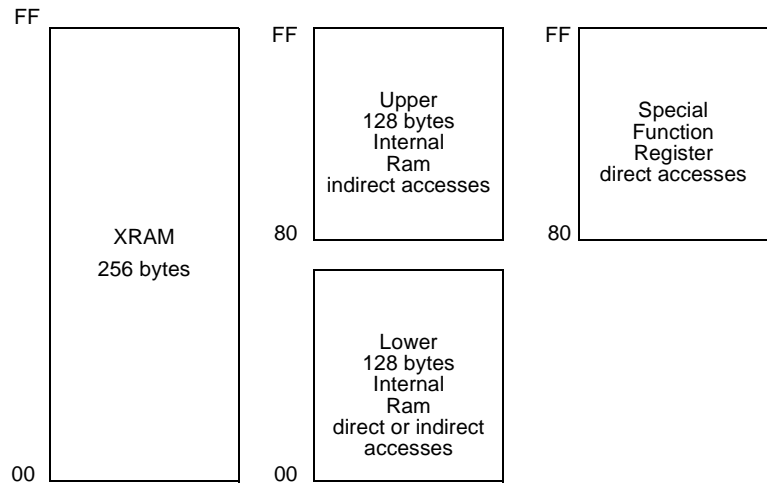 FF
XRAM
256 bytes
00
FF
Upper
128 bytes
Internal
Ram
indirect accesses
80
Lower
128 bytes
Internal
Ram
direct or indirect
accesses
00
FF
Special
Function
Register
direct accesses
80